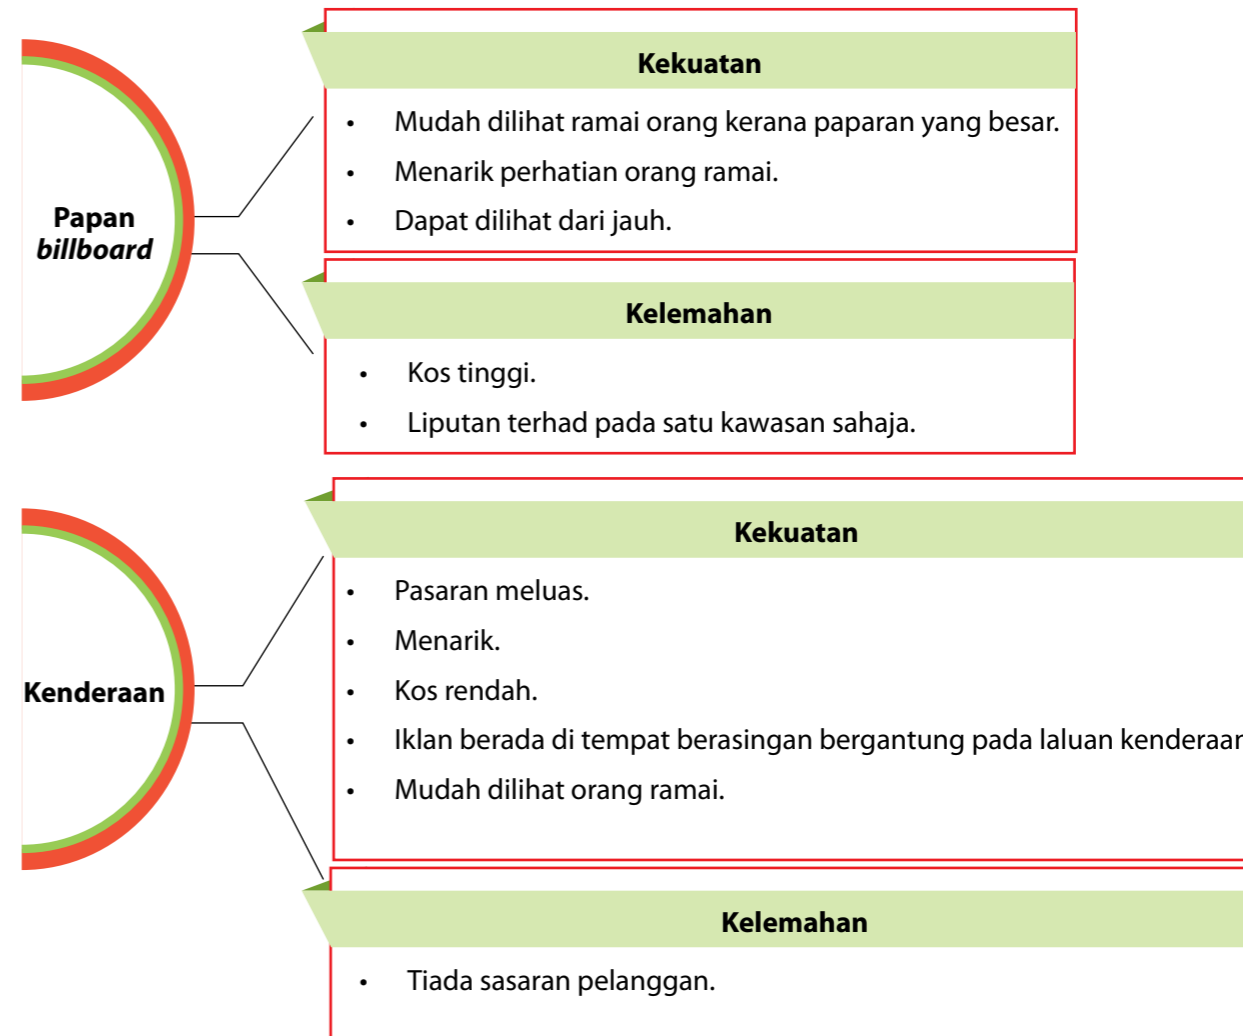 Papan
billboard
Kekuatan
• Mudah dilihat ramai orang kerana paparan yang besar.
• Menarik perhatian orang ramai.
• Dapat dilihat dari jauh.
Kelemahan
• Kos tinggi.
• Liputan terhad pada satu kawasan sahaja.
Kenderaan
Kekuatan
• Pasaran meluas.
• Menarik.
• Kos rendah.
• Iklan berada di tempat berasingan bergantung pada laluan kenderaan
• Mudah dilihat orang ramai.
Kelemahan
• Tiada sasaran pelanggan.